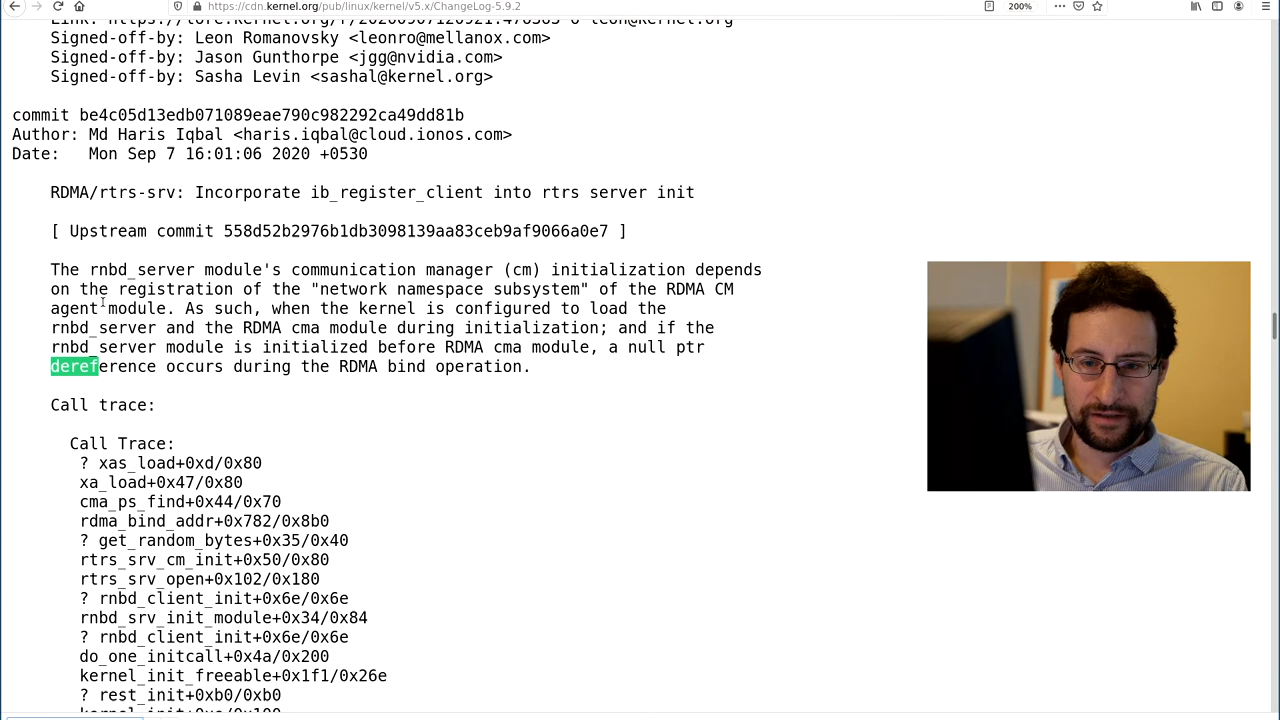 https://cdn.kernel.org/pub/linux/kernel/v5.x/ChangeLog-5.9.2
200%
Signed-off-by: Leon Romanovsky <leonro@mellanox.com>
Signed-off-by: Jason Gunthorpe <jgg@nvidia.com>
Signed-off-by: Sasha Levin <sashal@kernel.org>
commit be4c05d13edb071089eae790c982292ca49dd81b
Author: Md Haris Iqbal <haris.iqbal@cloud.ionos.com>
Date:   Mon Sep 7 16:01:06 2020 +0530
RDMA/rtrs-srv: Incorporate ib_register_client into rtrs server init
[ Upstream commit 558d52b2976b1db3098139aa83ceb9af9066a0e7 ]
The rnbd_server module's communication manager (cm) initialization depends
on the registration of the "network namespace subsystem" of the RDMA CM
agent module. As such, when the kernel is configured to load the
rnbd_server and the RDMA cma module during initialization; and if the
rnbd_server module is initialized before RDMA cma module, a null ptr
dereference occurs during the RDMA bind operation.
Call trace:
Call Trace:
? xas_load+0xd/0x80
xa_load+0x47/0x80
cma_ps_find+0x44/0x70
rdma_bind_addr+0x782/0x8b0
? get_random_bytes+0x35/0x40
rtrs_srv_cm_init+0x50/0x80
rtrs_srv_open+0x102/0x180
? rnbd_client_init+0x6e/0x6e
rnbd_srv_init_module+0x34/0x84
? rnbd_client_init+0x6e/0x6e
do_one_initcall+0x4a/0x200
kernel_init_freeable+0x1f1/0x26e
? rest_init+0xb0/0xb0